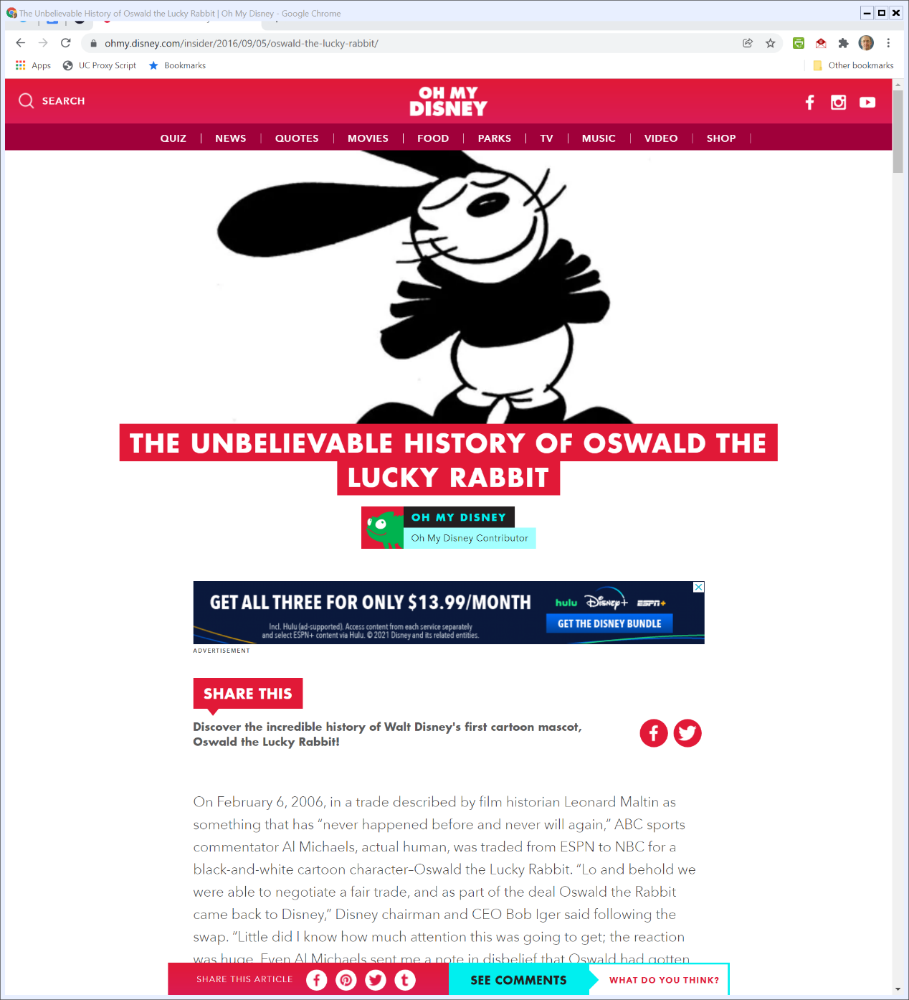 The Unbelievable History of Oswald the Lucky Rabbit | Oh My Disney - Google Chrome
ohmy.disney.com/insider/2016/09/05/oswald-the-lucky-rabbit/
Apps UC Proxy Script Bookmarks Other bookmarks
SEARCH
OH MY
DISNEY
QUIZ | NEWS | QUOTES | MOVIES | FOOD | PARKS | TV | MUSIC | VIDEO | SHOP |
THE UNBELIEVABLE HISTORY OF OSWALD THE
LUCKY RABBIT
OH MY DISNEY
Oh My Disney Contributor
GET ALL THREE FOR ONLY $13.99/MONTH
hulu Disney+ ESPN+
Incl. Hulu (ad-supported). Access content from each service separately
and select ESPN+ content via Hulu. © 2021 Disney and its related entities.
GET THE DISNEY BUNDLE
ADVERTISEMENT
SHARE THIS
Discover the incredible history of Walt Disney's first cartoon mascot,
Oswald the Lucky Rabbit!
On February 6, 2006, in a trade described by film historian Leonard Maltin as
something that has “never happened before and never will again,” ABC sports
commentator Al Michaels, actual human, was traded from ESPN to NBC for a
black-and-white cartoon character–Oswald the Lucky Rabbit. “Lo and behold we
were able to negotiate a fair trade, and as part of the deal Oswald the Rabbit
came back to Disney,” Disney chairman and CEO Bob Iger said following the
swap. “Little did I know how much attention this was going to get; the reaction
was huge. Even Al Michaels sent me a note in disbelief that Oswald had gotten
SHARE THIS ARTICLE
SEE COMMENTS
WHAT DO YOU THINK?